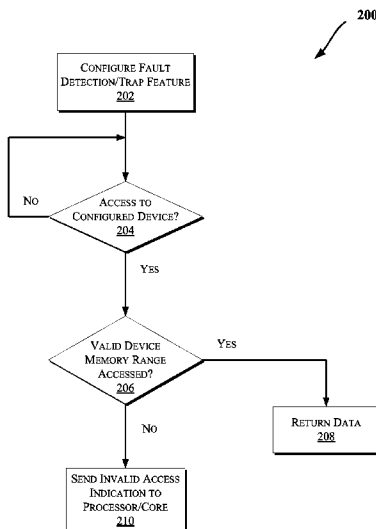 200
CONFIGURE FAULT
DETECTION/TRAP FEATURE
202
NO
ACCESS TO
CONFIGURED DEVICE?
204
YES
VALID DEVICE
MEMORY RANGE
ACCESSED?
206
YES
NO
RETURN DATA
208
SEND INVALID ACCESS
INDICATION TO
PROCESSOR/CORE
210